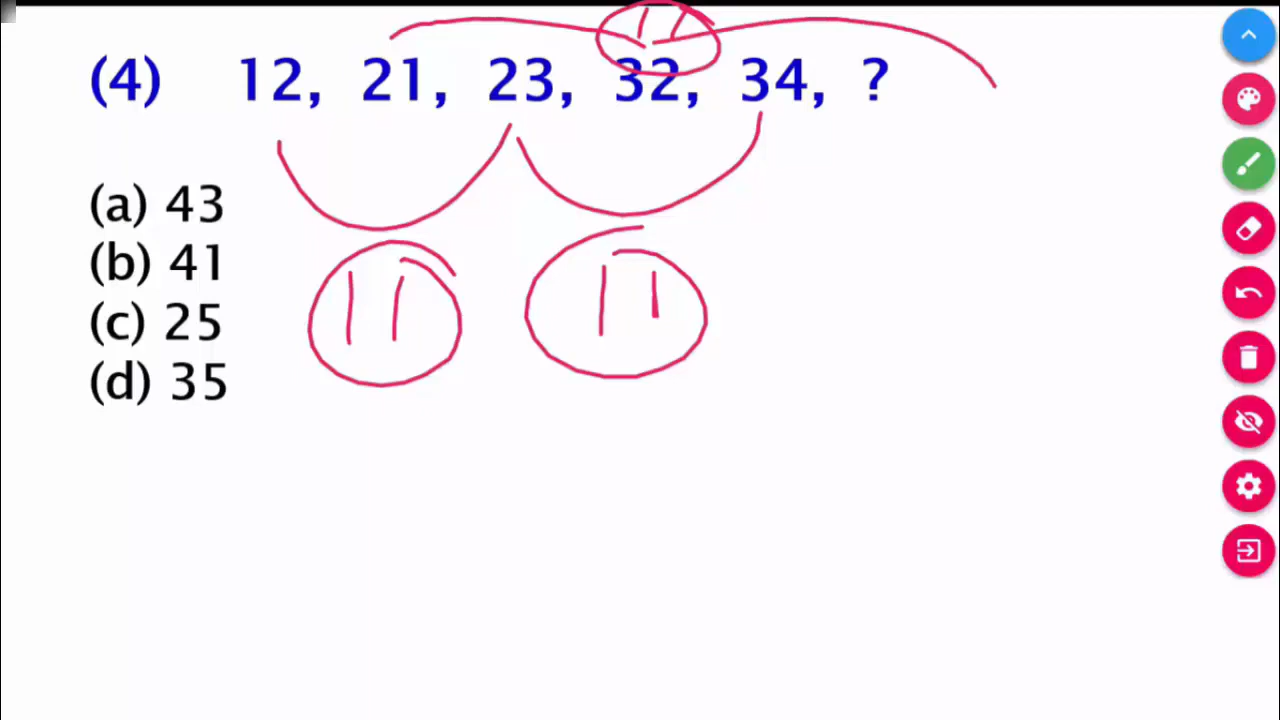 11
(4) 12, 21, 23, 32, 34, ?
(a) 43
(b) 41
(c) 25
(d) 35
11 11